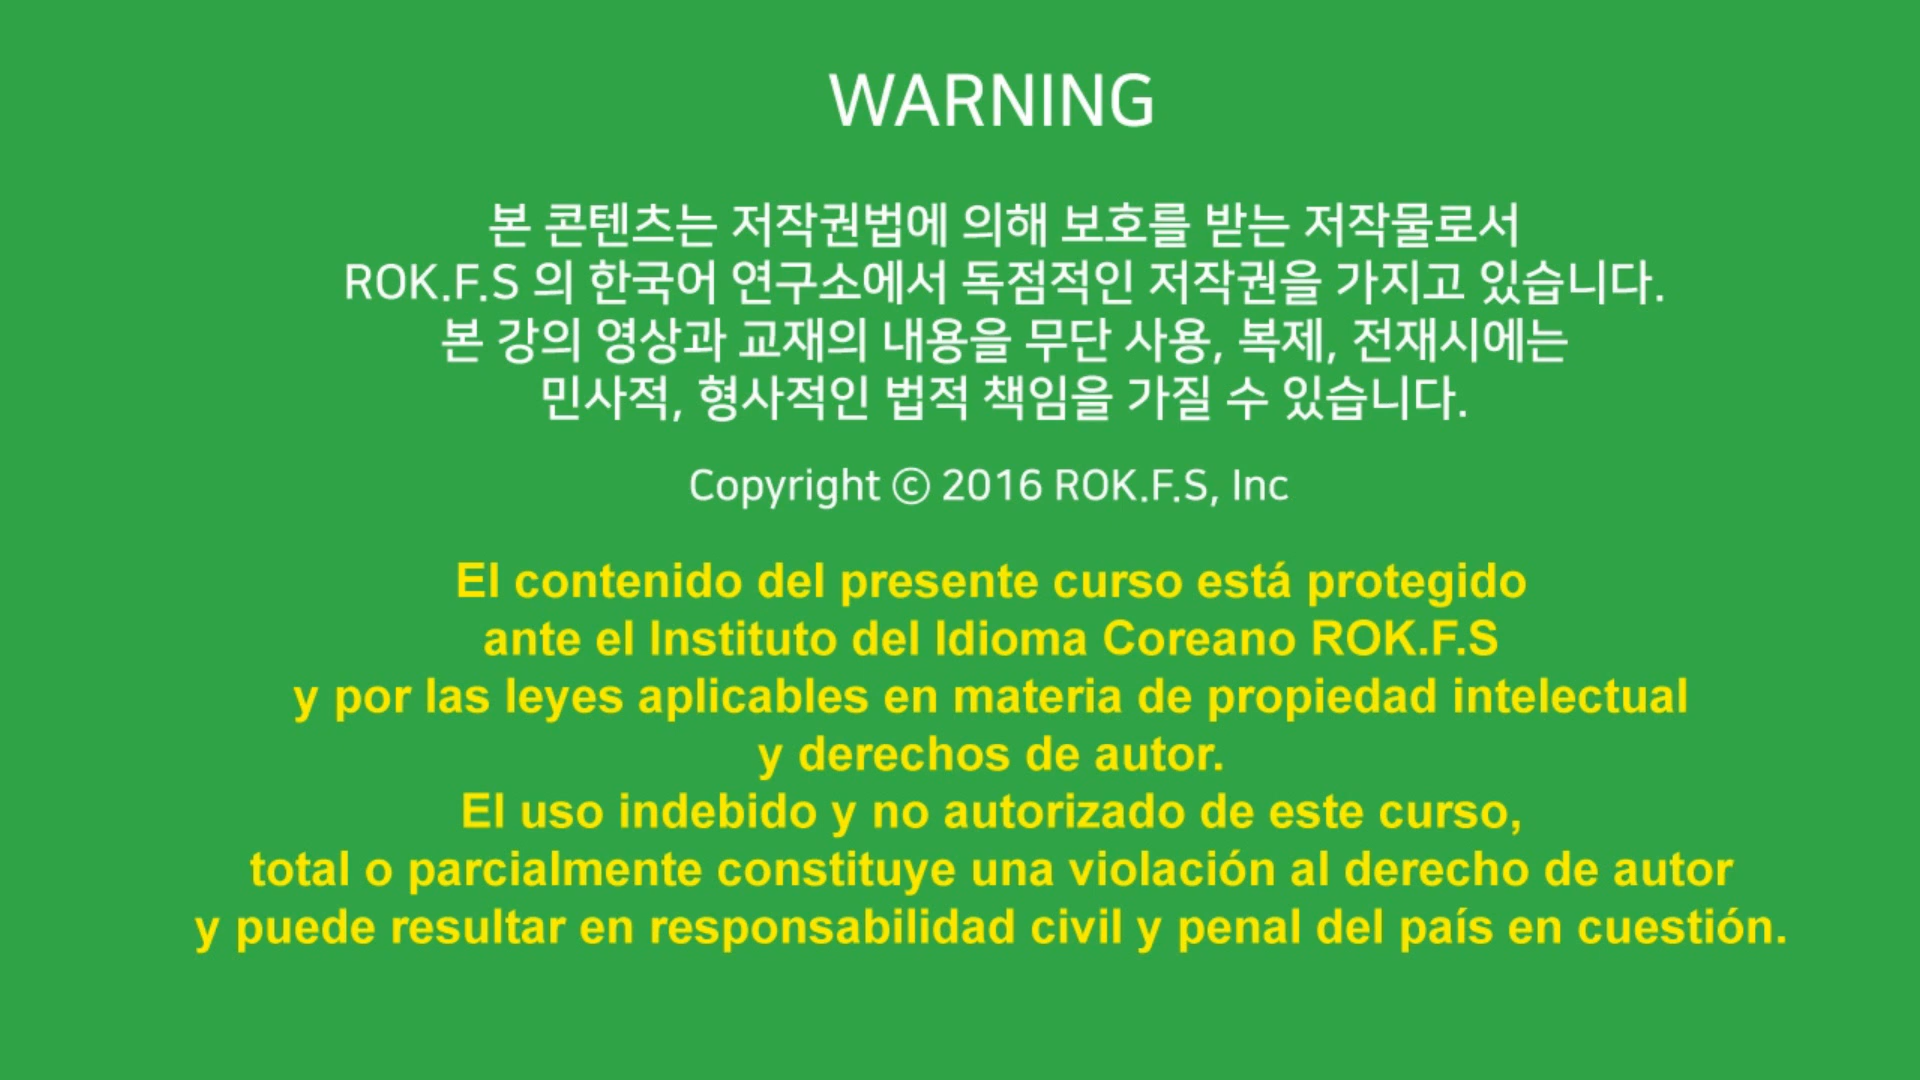 WARNING
본 콘텐츠는 저작권법에 의해 보호를 받는 저작물로서
ROK.F.S 의 한국어 연구소에서 독점적인 저작권을 가지고 있습니다.
본 강의 영상과 교재의 내용을 무단 사용, 복제, 전재시에는
민사적, 형사적인 법적 책임을 가질 수 있습니다.
Copyright ⓒ 2016 ROK.F.S, Inc
El contenido del presente curso está protegido
ante el Instituto del Idioma Coreano ROK.F.S
y por las leyes aplicables en materia de propiedad intelectual
y derechos de autor.
El uso indebido y no autorizado de este curso,
total o parcialmente constituye una violación al derecho de autor
y puede resultar en responsabilidad civil y penal del país en cuestión.